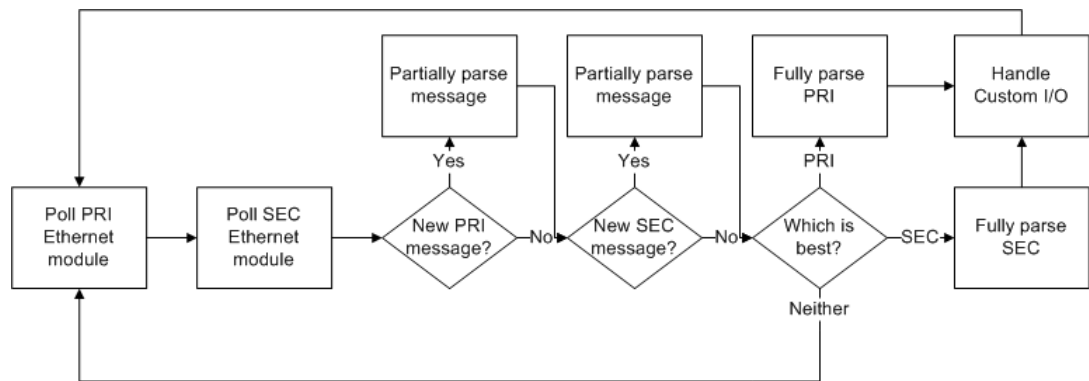 Partially parse
message
Partially parse
message
Fully parse
PRI
Handle
Custom I/O
Yes
Yes
PRI
Poll PRI
Ethernet
module
Poll SEC
Ethernet
module
New PRI
message?
No
New SEC
message?
No
Which is
best?
SEC
Fully parse
SEC
Neither